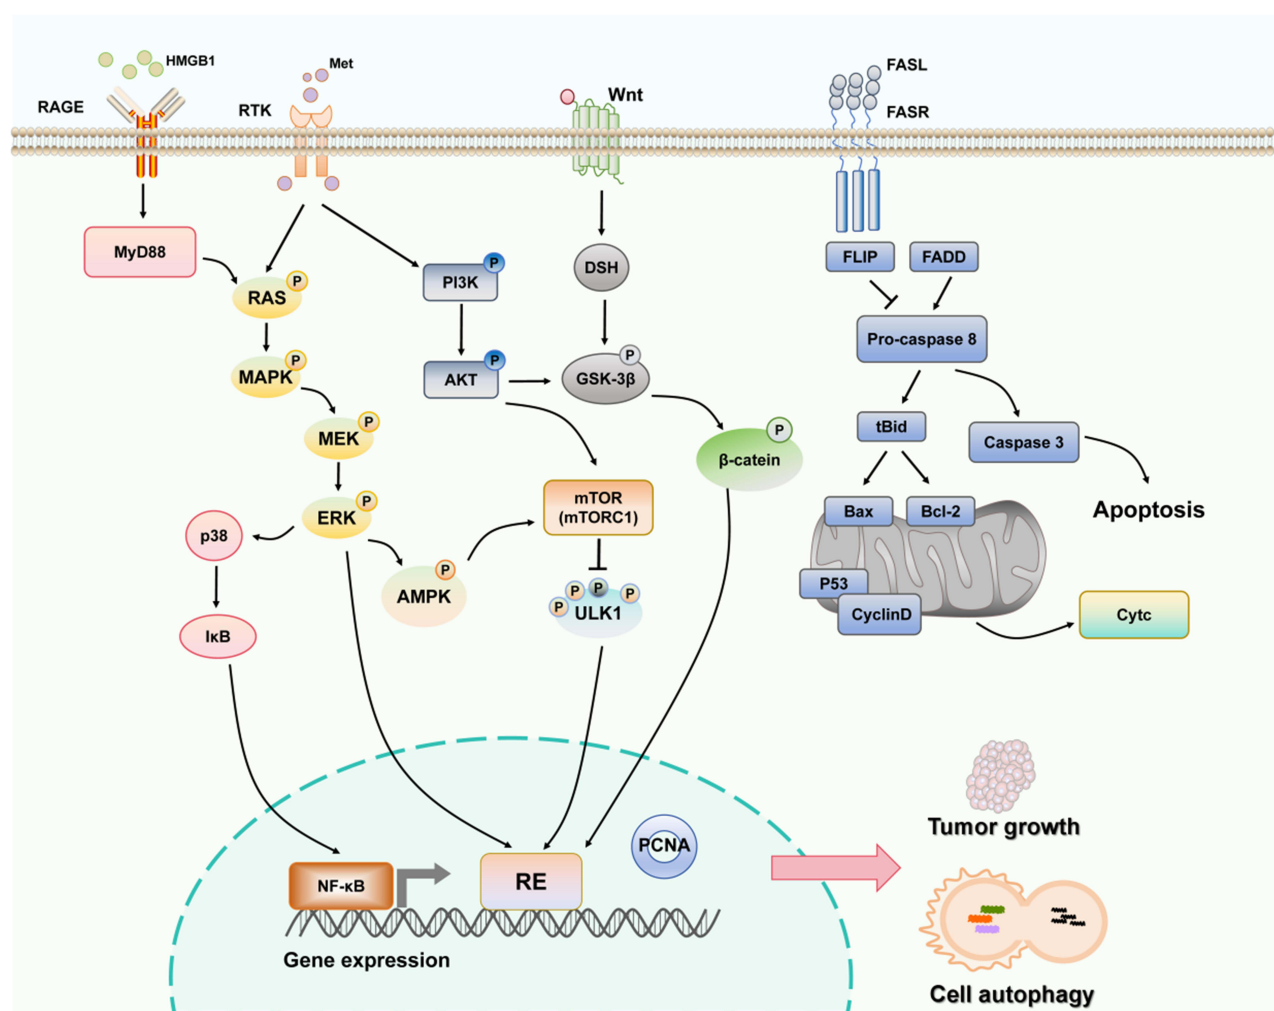 HMGB1
Met
FASL
RAGE
RTK
Wnt
FASR
MyD88
RAS
P
PI3K
P
DSH
FLIP
FADD
MAPK
P
AKT
P
GSK-3β
P
Pro-caspase 8
MEK
P
β-catein
P
tBid
Caspase 3
ERK
P
mTOR
(mTORC1)
Bax
Bcl-2
Apoptosis
p38
AMPK
P
P
P
P
P
ULK1
P53
CyclinD
Cytc
IκB
PCNA
Tumor growth
NF-κB
RE
Gene expression
Cell autophagy